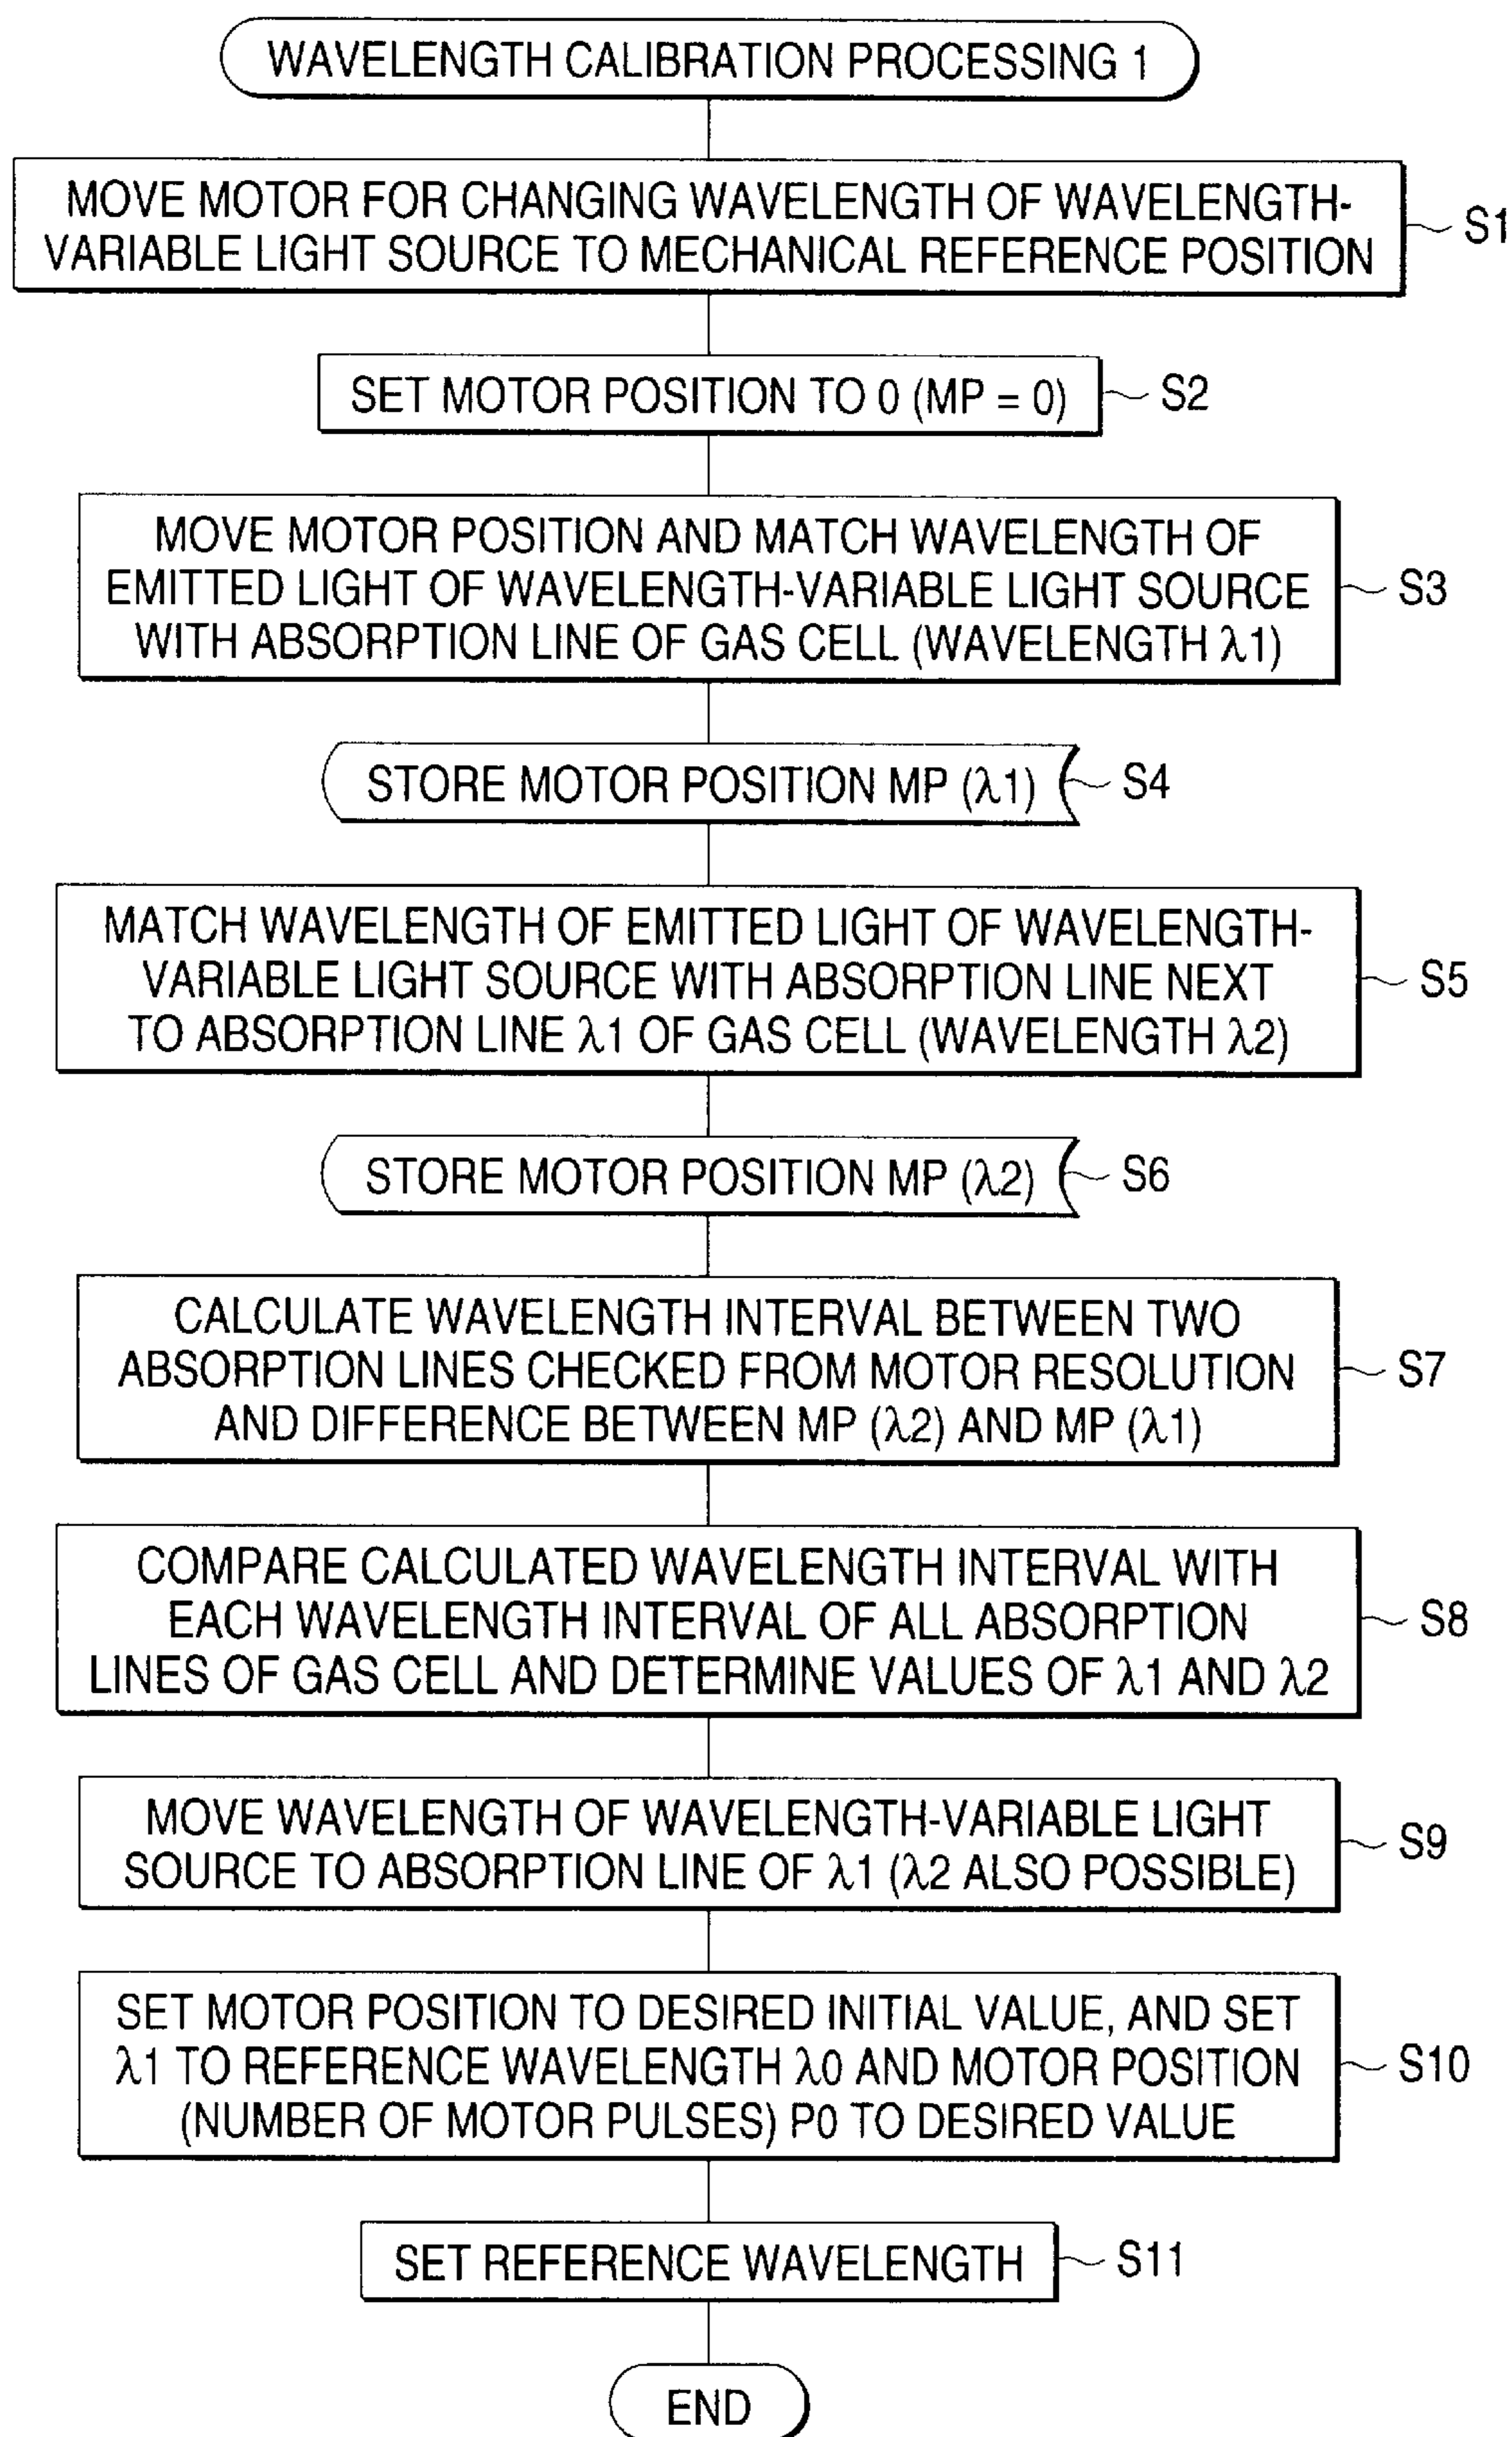 WAVELENGTH CALIBRATION PROCESSING 1
MOVE MOTOR FOR CHANGING WAVELENGTH OF WAVELENGTH-
VARIABLE LIGHT SOURCE TO MECHANICAL REFERENCE POSITION
S1
SET MOTOR POSITION TO 0 (MP = 0)
S2
MOVE MOTOR POSITION AND MATCH WAVELENGTH OF
EMITTED LIGHT OF WAVELENGTH-VARIABLE LIGHT SOURCE
WITH ABSORPTION LINE OF GAS CELL (WAVELENGTH λ1)
S3
STORE MOTOR POSITION MP (λ1)
S4
MATCH WAVELENGTH OF EMITTED LIGHT OF WAVELENGTH-
VARIABLE LIGHT SOURCE WITH ABSORPTION LINE NEXT
TO ABSORPTION LINE λ1 OF GAS CELL (WAVELENGTH λ2)
S5
STORE MOTOR POSITION MP (λ2)
S6
CALCULATE WAVELENGTH INTERVAL BETWEEN TWO
ABSORPTION LINES CHECKED FROM MOTOR RESOLUTION
AND DIFFERENCE BETWEEN MP (λ2) AND MP (λ1)
S7
COMPARE CALCULATED WAVELENGTH INTERVAL WITH
EACH WAVELENGTH INTERVAL OF ALL ABSORPTION
LINES OF GAS CELL AND DETERMINE VALUES OF λ1 AND λ2
S8
MOVE WAVELENGTH OF WAVELENGTH-VARIABLE LIGHT
SOURCE TO ABSORPTION LINE OF λ1 (λ2 ALSO POSSIBLE)
S9
SET MOTOR POSITION TO DESIRED INITIAL VALUE, AND SET
λ1 TO REFERENCE WAVELENGTH λ0 AND MOTOR POSITION
(NUMBER OF MOTOR PULSES) P0 TO DESIRED VALUE
S10
SET REFERENCE WAVELENGTH
S11
END